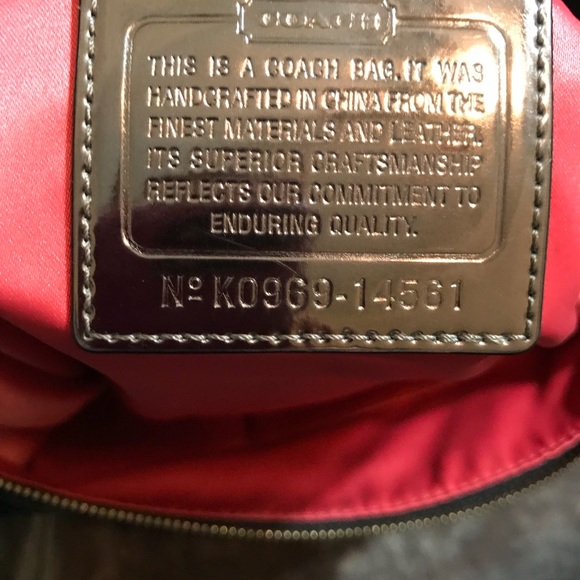 COACH
THIS IS A COACH BAG. IT WAS
HANDCRAFTED IN CHINA FROM THE
FINEST MATERIALS AND LEATHER.
ITS SUPERIOR CRAFTSMANSHIP
REFLECTS OUR COMMITMENT TO
ENDURING QUALITY.
Nº K0969-14561